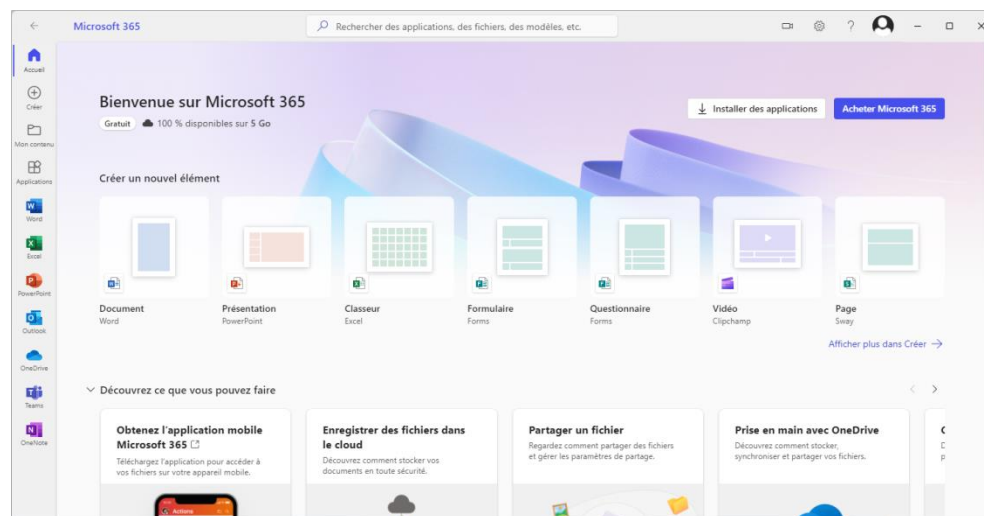 Microsoft 365
Rechercher des applications, des fichiers, des modèles, etc.
?
Accueil
Créer
Mon contenu
Applications
Word
Excel
PowerPoint
Outlook
OneDrive
Teams
OneNote
Bienvenue sur Microsoft 365
Gratuit 100 % disponibles sur 5 Go
Installer des applications
Acheter Microsoft 365
Créer un nouvel élément
Document
Word
Présentation
PowerPoint
Classeur
Excel
Formulaire
Forms
Questionnaire
Forms
Vidéo
Clipchamp
Page
Sway
Afficher plus dans Créer
Découvrez ce que vous pouvez faire
Obtenez l'application mobile
Microsoft 365
Téléchargez l'application pour accéder à
vos fichiers sur votre appareil mobile.
Actions
Enregistrer des fichiers dans
le cloud
Découvrez comment stocker vos
documents en toute sécurité.
Partager un fichier
Regardez comment partager des fichiers
et gérer les paramètres de partage.
Prise en main avec OneDrive
Découvrez comment stocker,
synchroniser et partager vos fichiers.